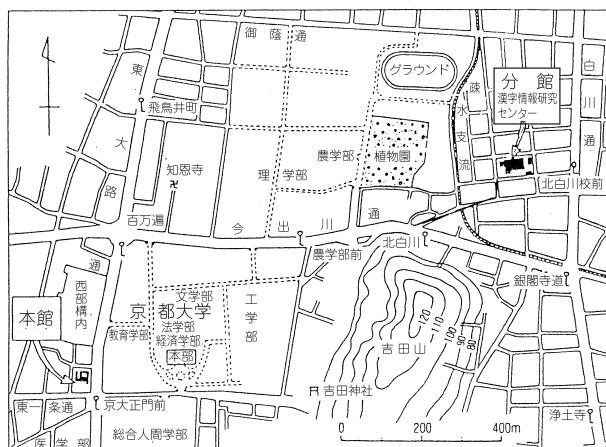 御蔭通
東大路通
飛鳥井町
グラウンド
疏水支流
分館
漢字情報研究
センター
白川通
知恩寺
農学部
植物園
理学部
北白川校前
百万遍
今出川通
農学部前
北白川
銀閣寺道
西部構内
文学部
京都大学
法学部
経済学部
教育学部
本部
工学部
本館
120
110
100
90
80
吉田山
吉田神社
東一条通
京大正門前
浄土寺
医学部
総合人間学部
0
200
400m